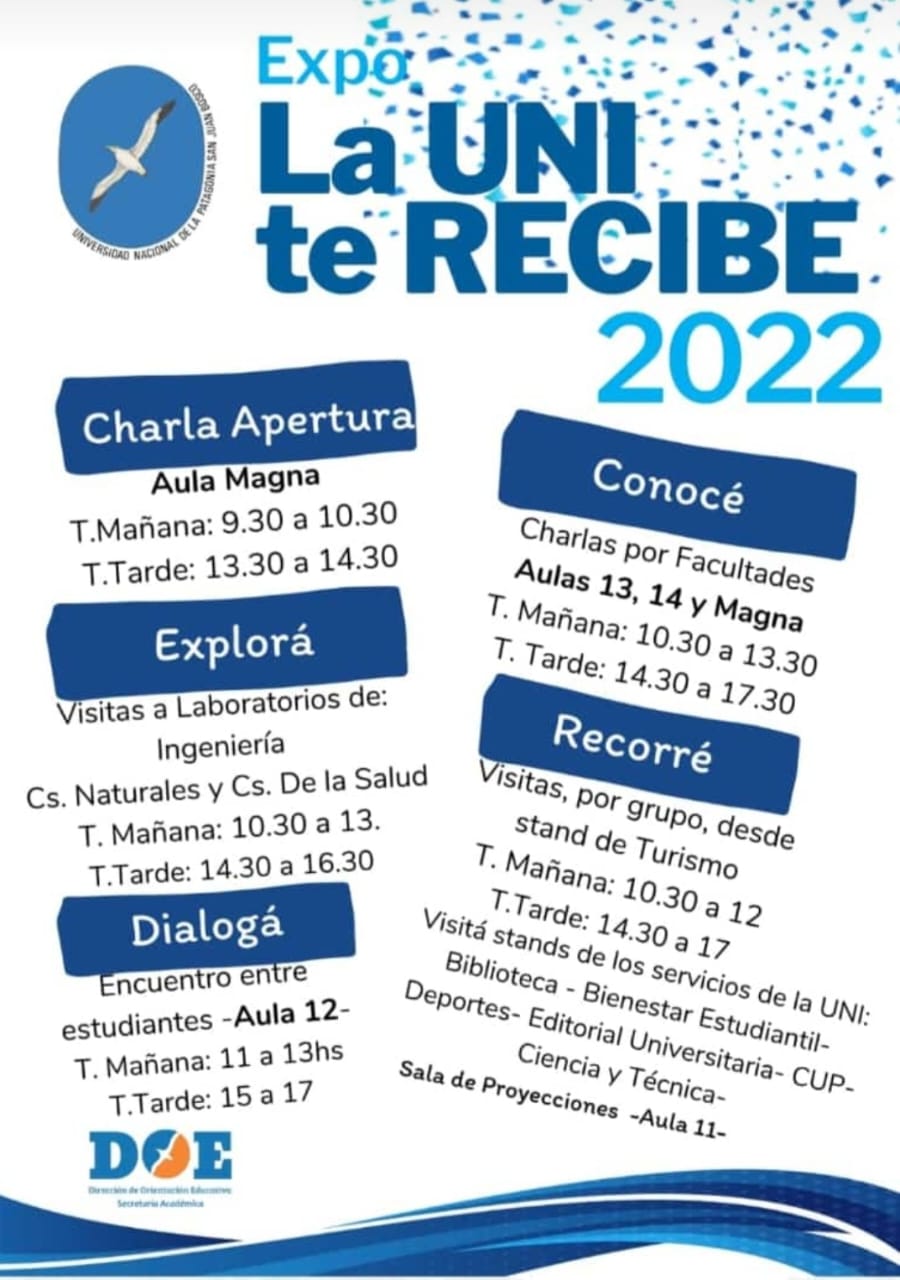 Expo
La UNI
te RECIBE
2022
UNIVERSIDAD NACIONAL DE LA PATAGONIA SAN JUAN BOSCO
Charla Apertura
Aula Magna
T.Mañana: 9.30 a 10.30
T.Tarde: 13.30 a 14.30
Explorá
Visitas a Laboratorios de:
Ingeniería
Cs. Naturales y Cs. De la Salud
T. Mañana: 10.30 a 13.
T.Tarde: 14.30 a 16.30
Dialogá
Encuentro entre
estudiantes -Aula 12-
T. Mañana: 11 a 13hs
T.Tarde: 15 a 17
Conocé
Charlas por Facultades
Aulas 13, 14 y Magna
T. Mañana: 10.30 a 13.30
T. Tarde: 14.30 a 17.30
Recorré
Visitas, por grupo, desde
stand de Turismo
T. Mañana: 10.30 a 12
T.Tarde: 14.30 a 17
Visitá stands de los servicios de la UNI:
Biblioteca - Bienestar Estudiantil-
Deportes- Editorial Universitaria- CUP-
Ciencia y Técnica-
Sala de Proyecciones -Aula 11-
DOE
Dirección de Orientación Educativa
Secretaría Académica